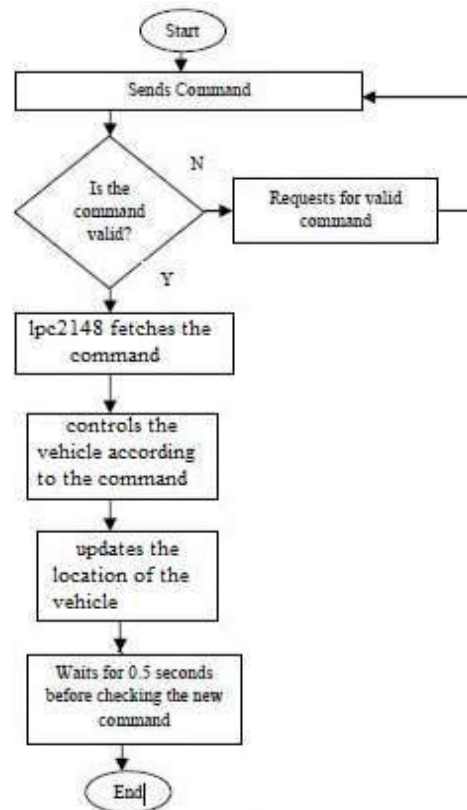 Start
Sends Command
Is the
command
valid?
N
Requests for valid
command
Y
lpc2148 fetches the
command
controls the
vehicle according
to the command
updates the
location of the
vehicle
Waits for 0.5 seconds
before checking the new
command
End